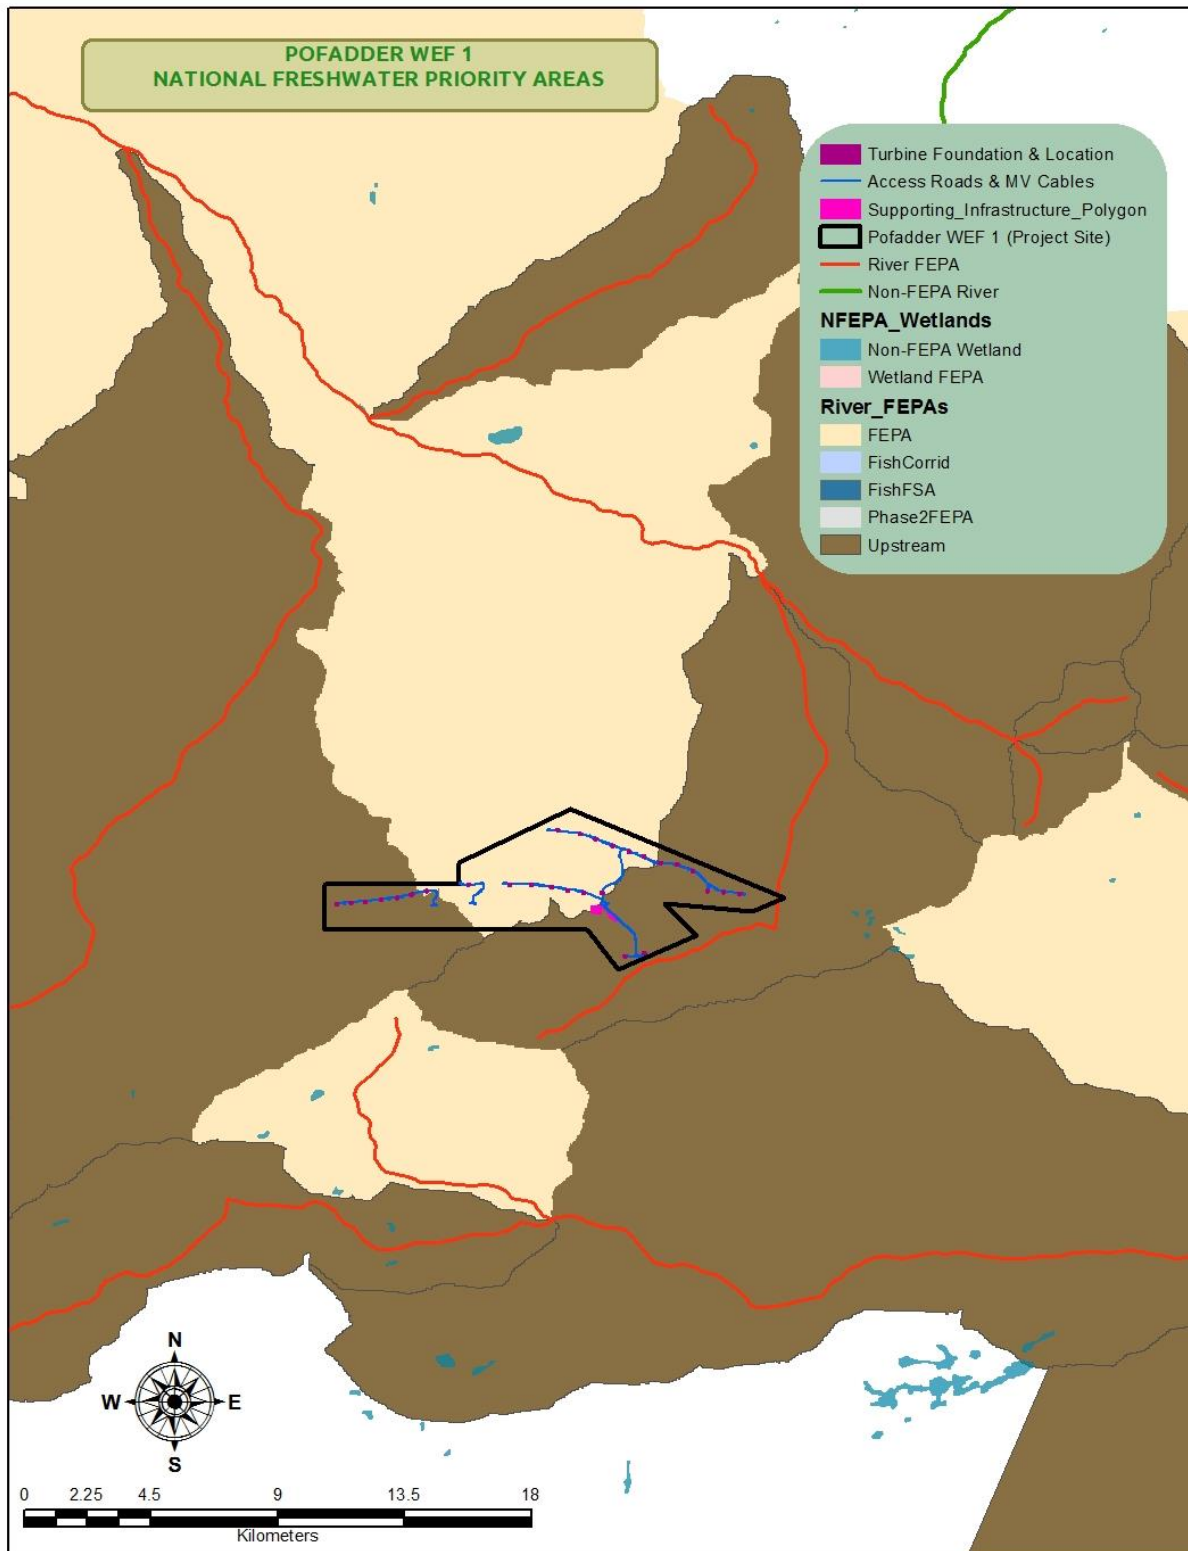 POFADDER WEF 1
NATIONAL FRESHWATER PRIORITY AREAS
Turbine Foundation & Location
Access Roads & MV Cables
Supporting_Infrastructure_Polygon
Pofadder WEF 1 (Project Site)
River FEPA
Non-FEPA River
NFEPA_Wetlands
Non-FEPA Wetland
Wetland FEPA
River_FEPAs
FEPA
FishCorrid
FishFSA
Phase2FEPA
Upstream
N
W E
S
0 2.25 4.5 9 13.5 18
Kilometers